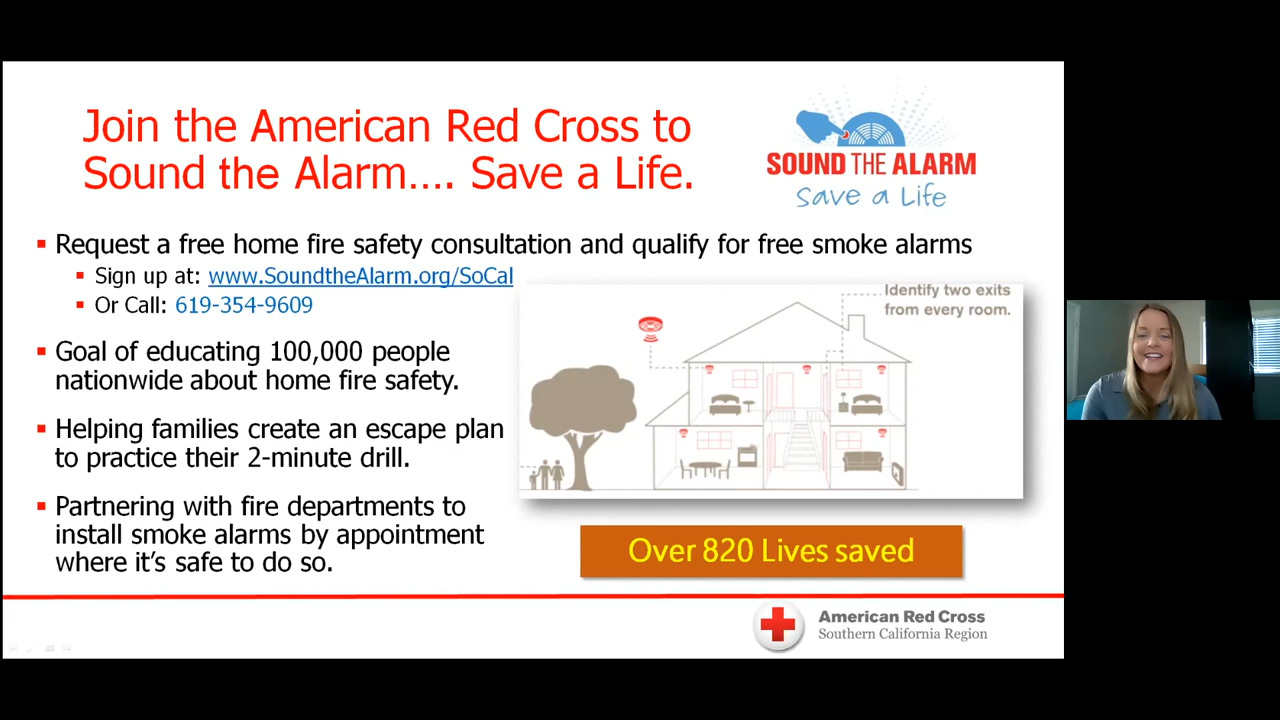 Join the American Red Cross to
Sound the Alarm.... Save a Life.
SOUND THE ALARM
Save a Life
Request a free home fire safety consultation and qualify for free smoke alarms
Sign up at: www.SoundtheAlarm.org/SoCal
Or Call: 619-354-9609
Identify two exits
from every room.
Goal of educating 100,000 people
nationwide about home fire safety.
Helping families create an escape plan
to practice their 2-minute drill.
Partnering with fire departments to
install smoke alarms by appointment
where it's safe to do so.
Over 820 Lives saved
American Red Cross
Southern California Region